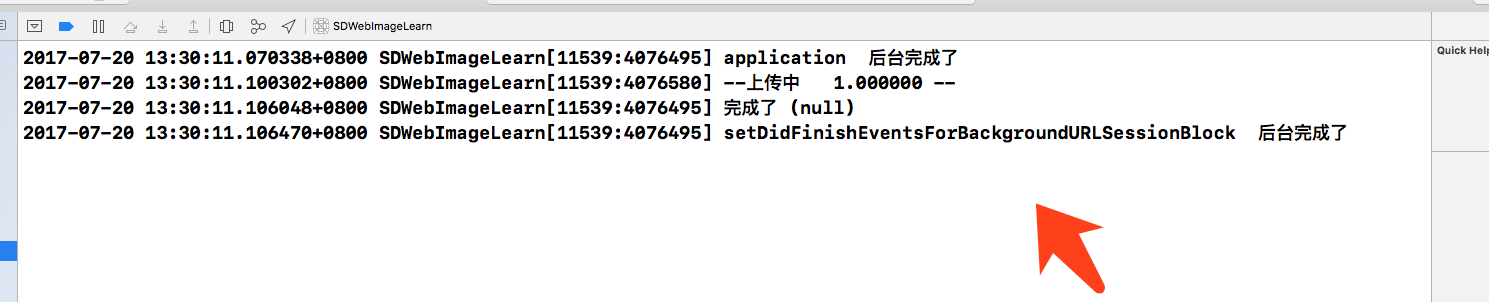 SDWebImageLearn
2017-07-20 13:30:11.070338+0800 SDWebImageLearn[11539:4076495] application  后台完成了
2017-07-20 13:30:11.100302+0800 SDWebImageLearn[11539:4076580] --上传中   1.000000 --
2017-07-20 13:30:11.106048+0800 SDWebImageLearn[11539:4076495] 完成了 (null)
2017-07-20 13:30:11.106470+0800 SDWebImageLearn[11539:4076495] setDidFinishEventsForBackgroundURLSessionBlock  后台完成了
Quick Help